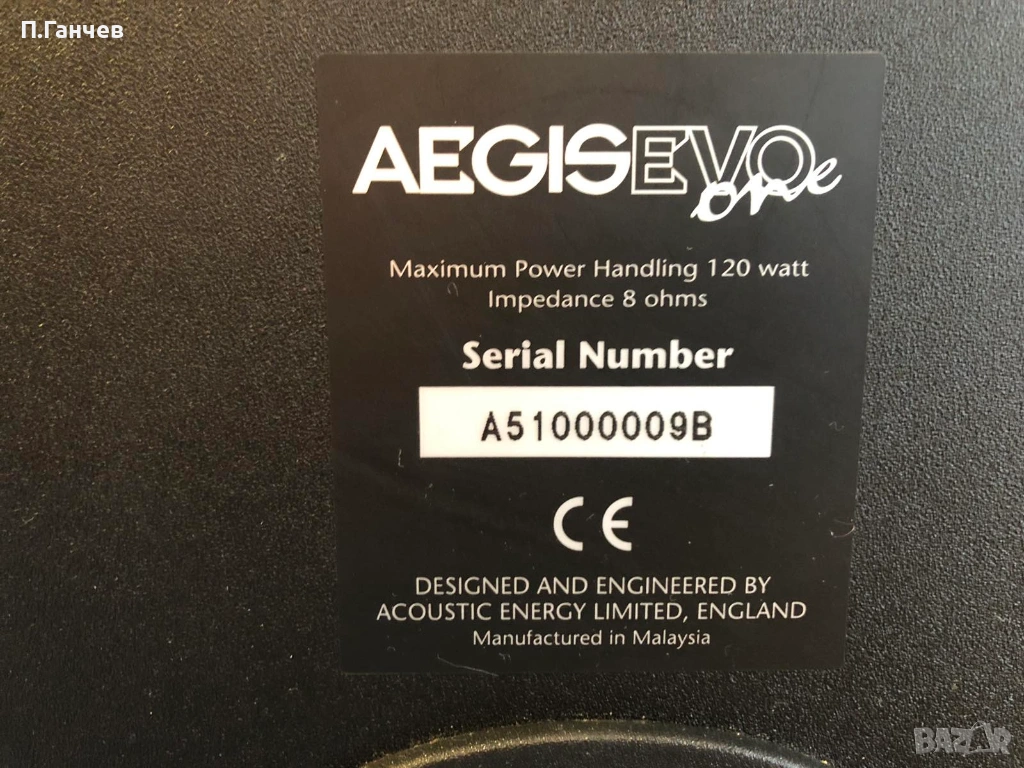 П.Ганчев
AEGISEVO one
Maximum Power Handling 120 watt
Impedance 8 ohms
Serial Number
A51000009B
CE
DESIGNED AND ENGINEERED BY
ACOUSTIC ENERGY LIMITED, ENGLAND
Manufactured in Malaysia
BAZAR